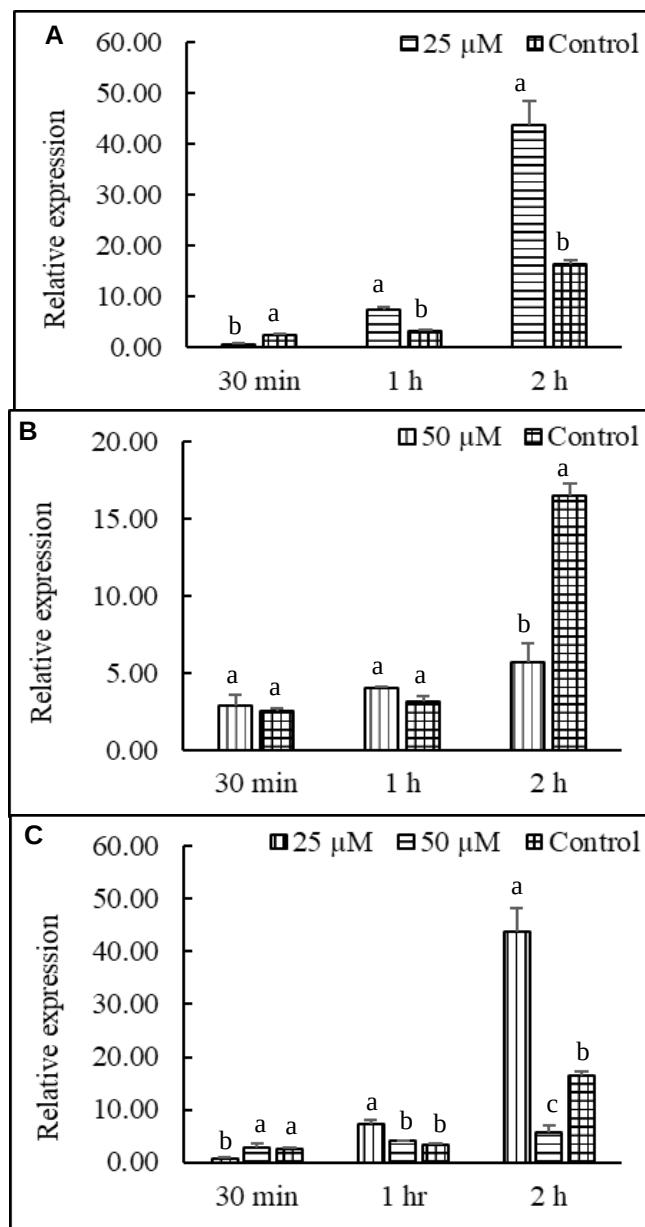 A
25 µM Control
60.00
50.00
40.00
30.00
20.00
10.00
0.00
Relative expression
b a a b a b
30 min 1 h 2 h
B
50 µM Control
20.00
15.00
10.00
5.00
0.00
Relative expression
a a a a b a
30 min 1 h 2 h
C
25 µM 50 µM Control
60.00
50.00
40.00
30.00
20.00
10.00
0.00
Relative expression
b a a a b b a c b
30 min 1 hr 2 h